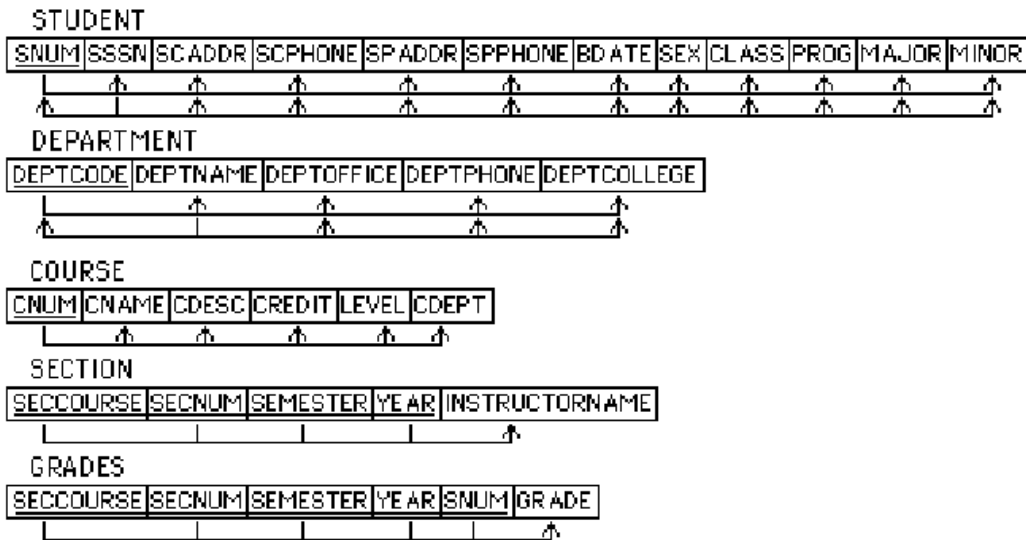 STUDENT
SNUM SSSN SCADDR SCPHONE SPADDR SPPHONE BDATE SEX CLASS PROG MAJOR MINOR
DEPARTMENT
DEPTCODE DEPTNAME DEPTOFFICE DEPTPHONE DEPTCOLLEGE
COURSE
CNUM CNAME CDESC CREDIT LEVEL CDEPT
SECTION
SECCOURSE SECNUM SEMESTER YEAR INSTRUCTORNAME
GRADES
SECCOURSE SECNUM SEMESTER YEAR SNUM GRADE